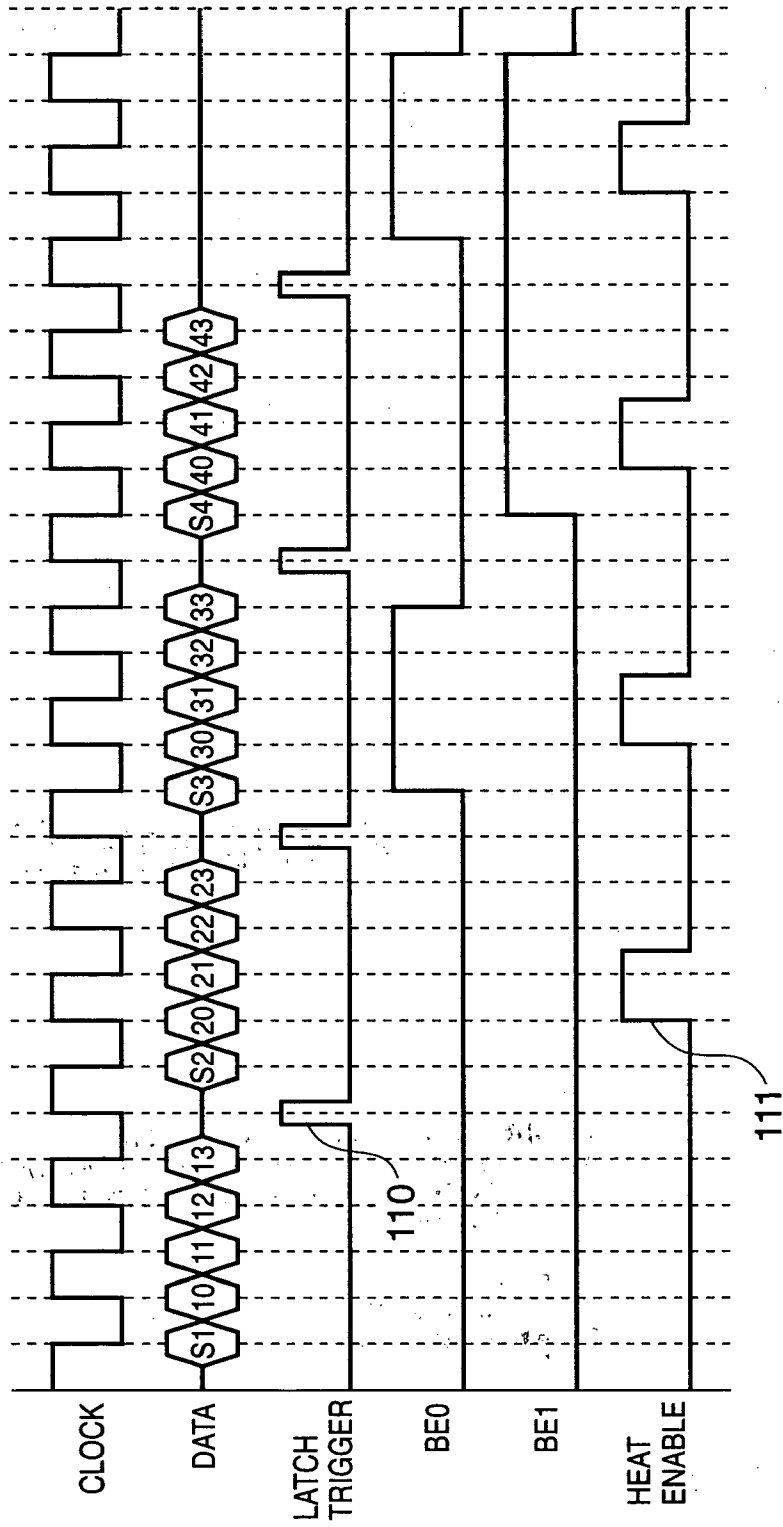 CLOCK
DATA
S1 10 11 12 13 S2 20 21 22 23 S3 30 31 32 33 S4 40 41 42 43
LATCH
TRIGGER
110
BE0
BE1
HEAT
ENABLE
111